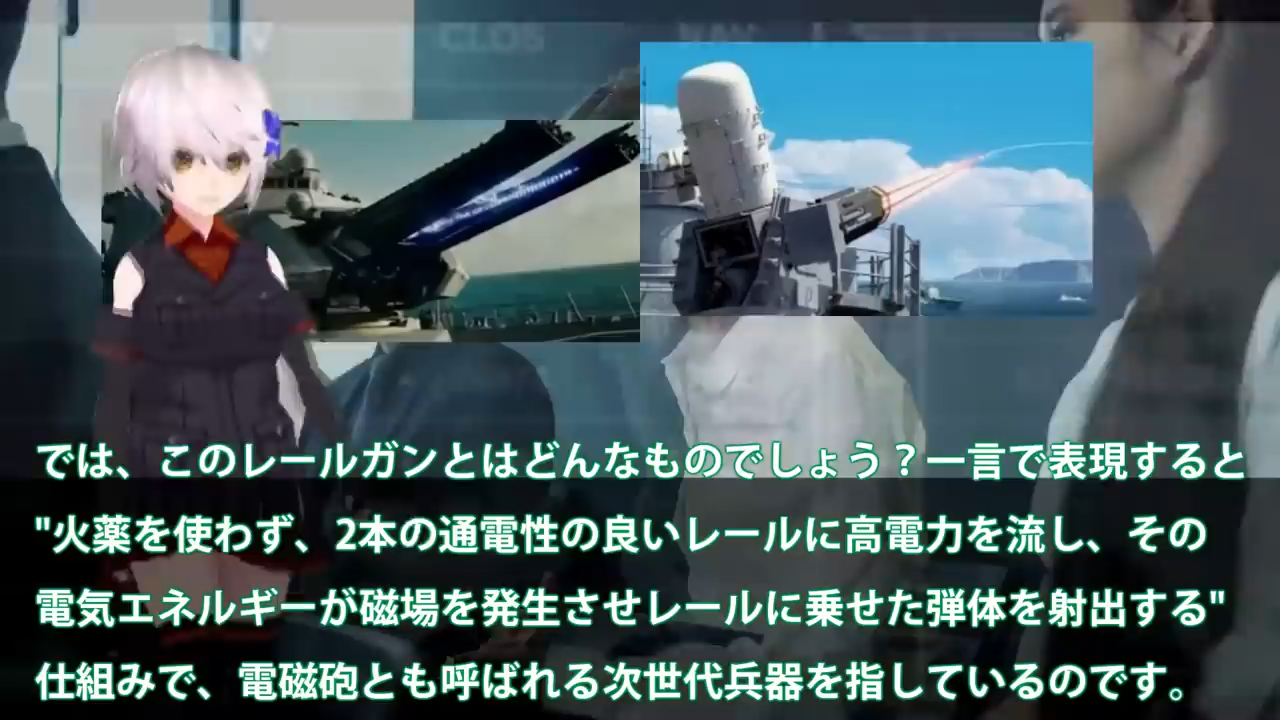 CLOS
では、このレールガンとはどんなものでしょう？一言で表現すると
"火薬を使わず、2本の通電性の良いレールに高電力を流し、その
電気エネルギーが磁場を発生させレールに乗せた弾体を射出する"
仕組みで、電磁砲とも呼ばれる次世代兵器を指しているのです。